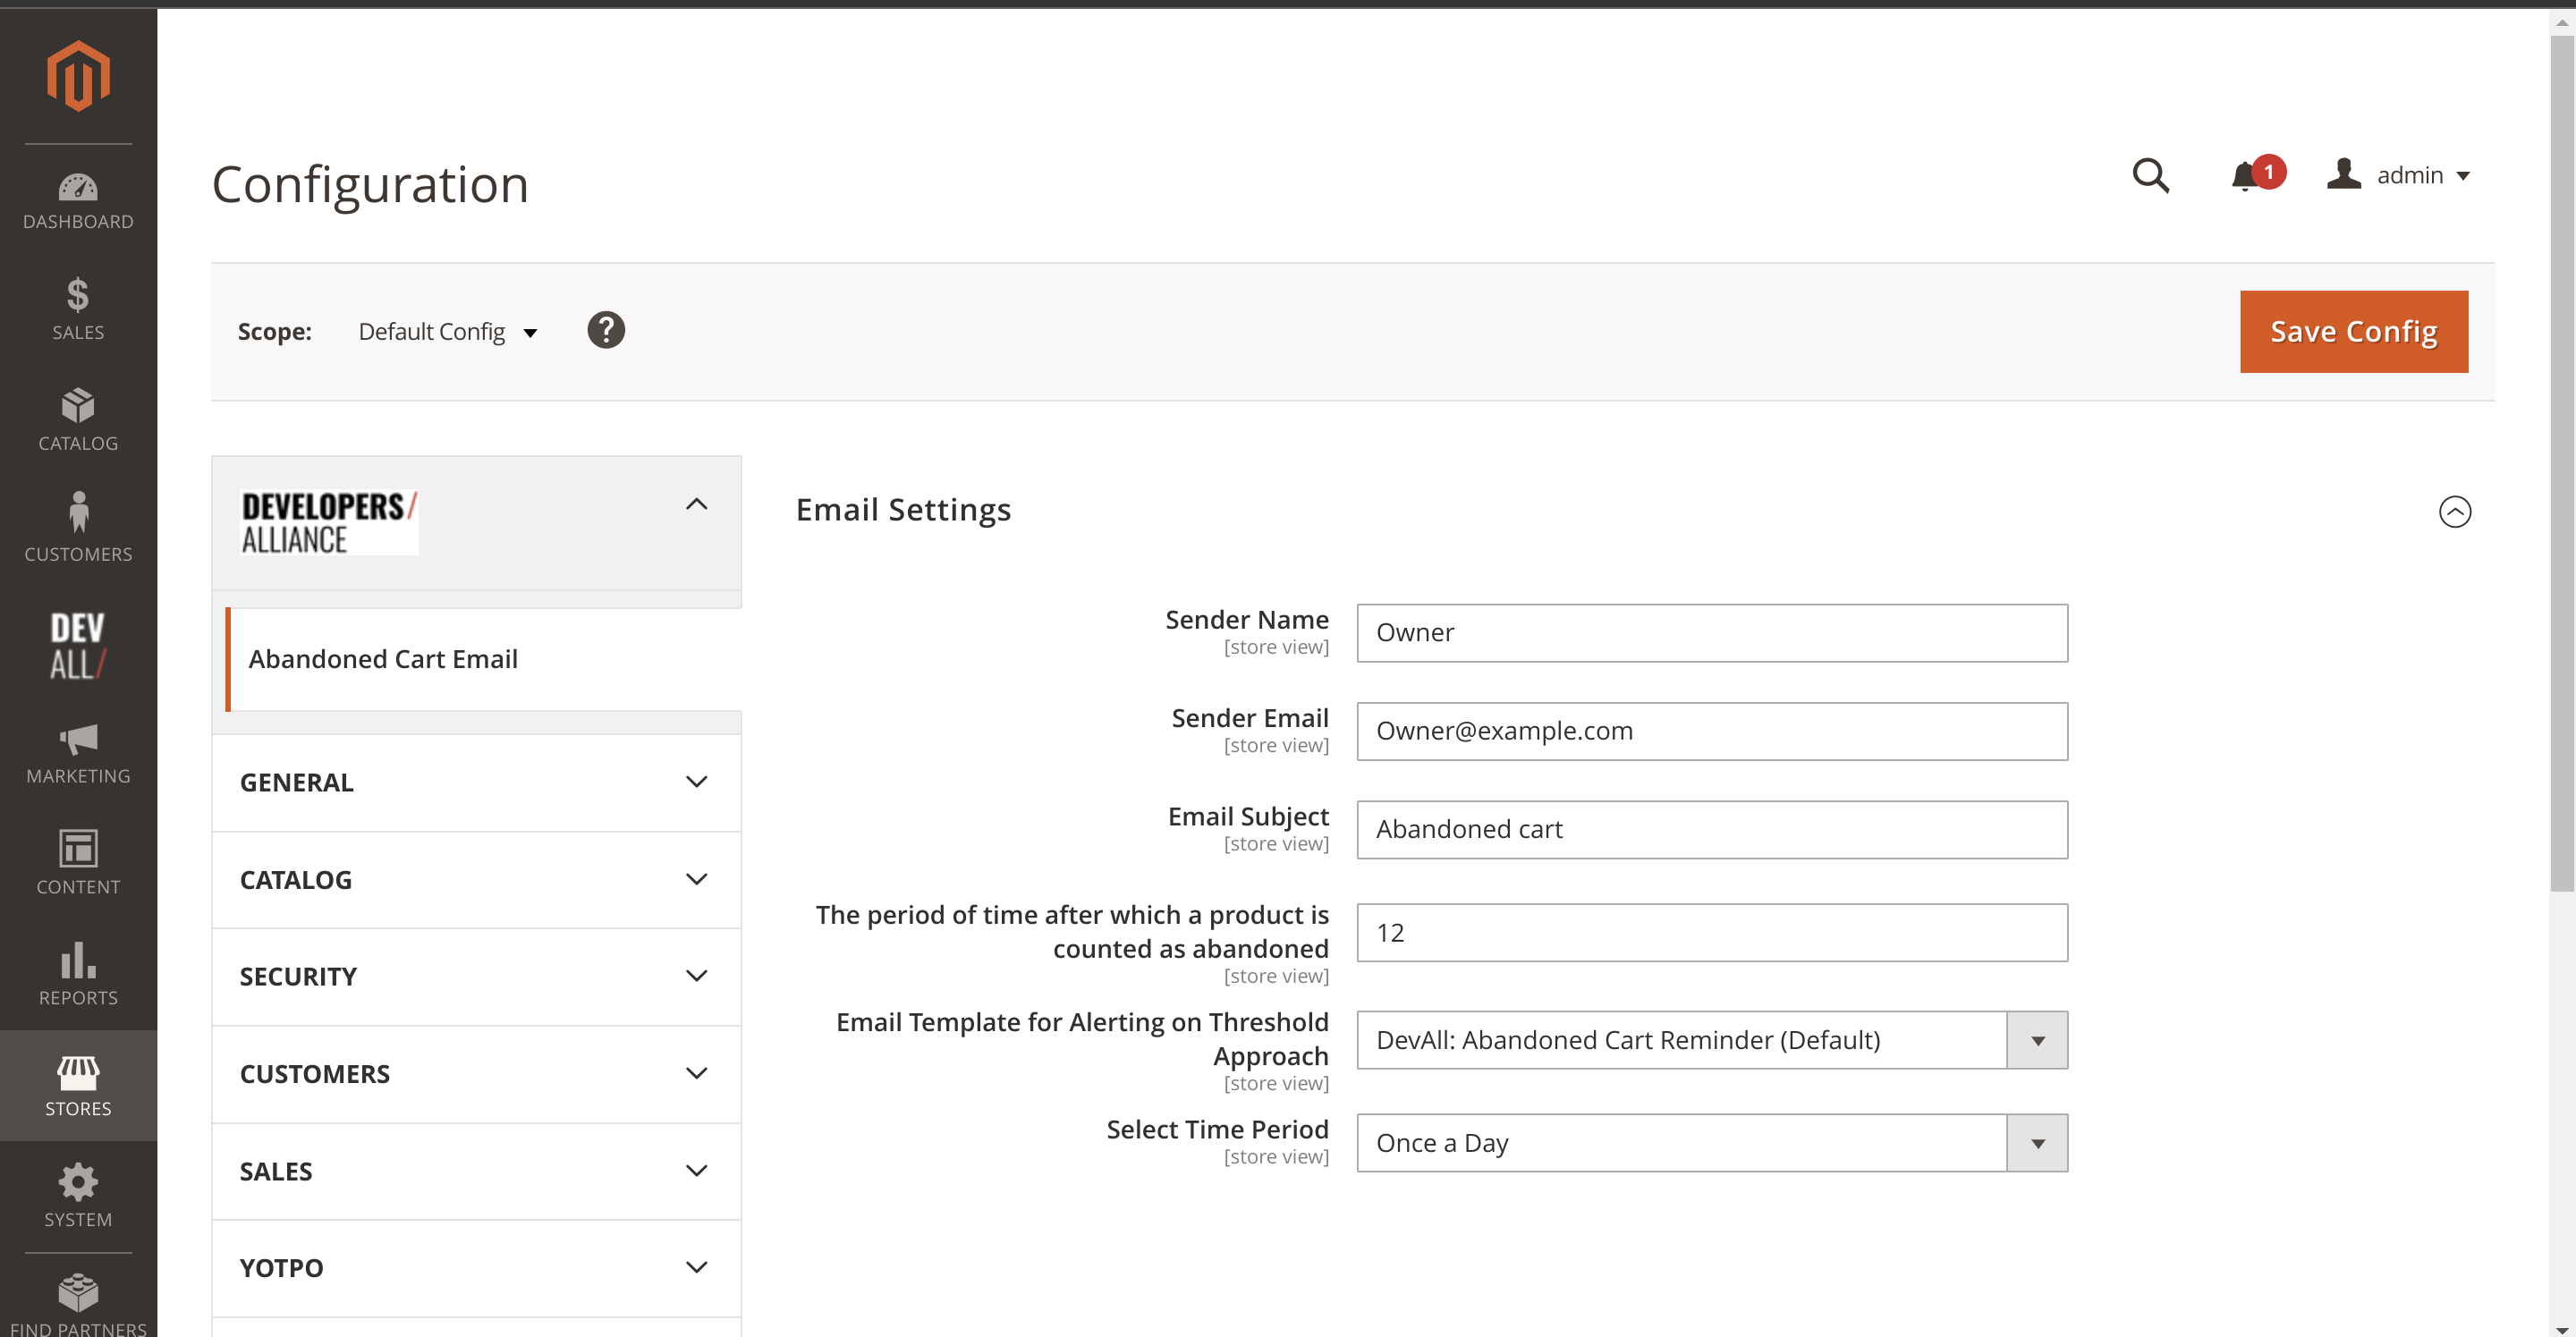 DASHBOARD
SALES
CATALOG
CUSTOMERS
DEV
ALL/
MARKETING
CONTENT
REPORTS
STORES
SYSTEM
FIND PARTNERS
Configuration
1
admin
Scope:
Default Config
?
Save Config
DEVELOPERS/
ALLIANCE
Abandoned Cart Email
GENERAL
CATALOG
SECURITY
CUSTOMERS
SALES
YOTPO
Email Settings
Sender Name
[store view]
Owner
Sender Email
[store view]
Owner@example.com
Email Subject
[store view]
Abandoned cart
The period of time after which a product is
counted as abandoned
[store view]
12
Email Template for Alerting on Threshold
Approach
[store view]
DevAll: Abandoned Cart Reminder (Default)
Select Time Period
[store view]
Once a Day